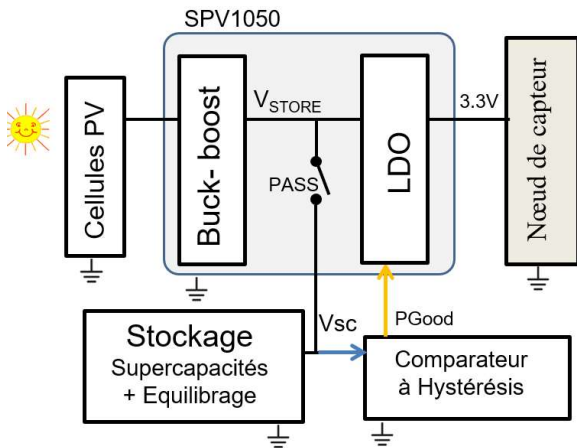 SPV1050
Cellules PV
Buck- boost
V_STORE
PASS
LDO
3.3V
Nœud de capteur
Stockage
Supercapacités
+ Equilibrage
Vsc
PGood
Comparateur
à Hystérésis